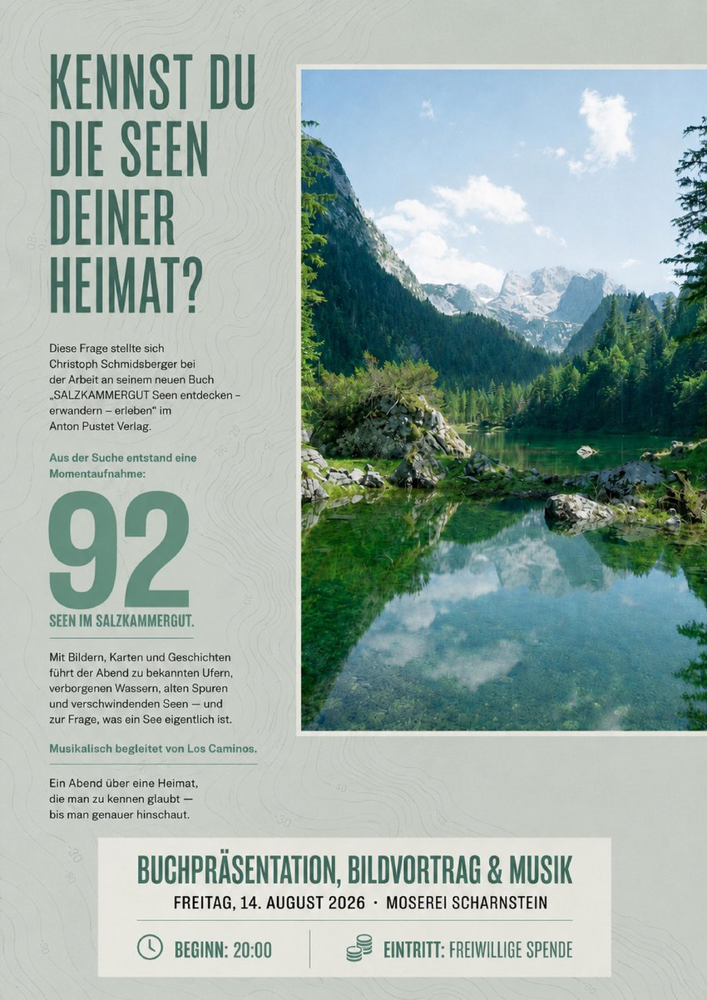 KENNST DU
DIE SEEN
DEINER
HEIMAT?
Diese Frage stellte sich
Christoph Schmidsberger bei
der Arbeit an seinem neuen Buch
„SALZKAMMERGUT Seen entdecken –
erwandern – erleben“ im
Anton Pustet Verlag.
Aus der Suche entstand eine
Momentaufnahme:
92
SEEN IM SALZKAMMERGUT.
Mit Bildern, Karten und Geschichten
führt der Abend zu bekannten Ufern,
verborgenen Wassern, alten Spuren
und verschwindenden Seen — und
zur Frage, was ein See eigentlich ist.
Musikalisch begleitet von Los Caminos.
Ein Abend über eine Heimat,
die man zu kennen glaubt —
bis man genauer hinschaut.
BUCHPRÄSENTATION, BILDVORTRAG & MUSIK
FREITAG, 14. AUGUST 2026 · MOSEREI SCHARNSTEIN
BEGINN: 20:00
EINTRITT: FREIWILLIGE SPENDE